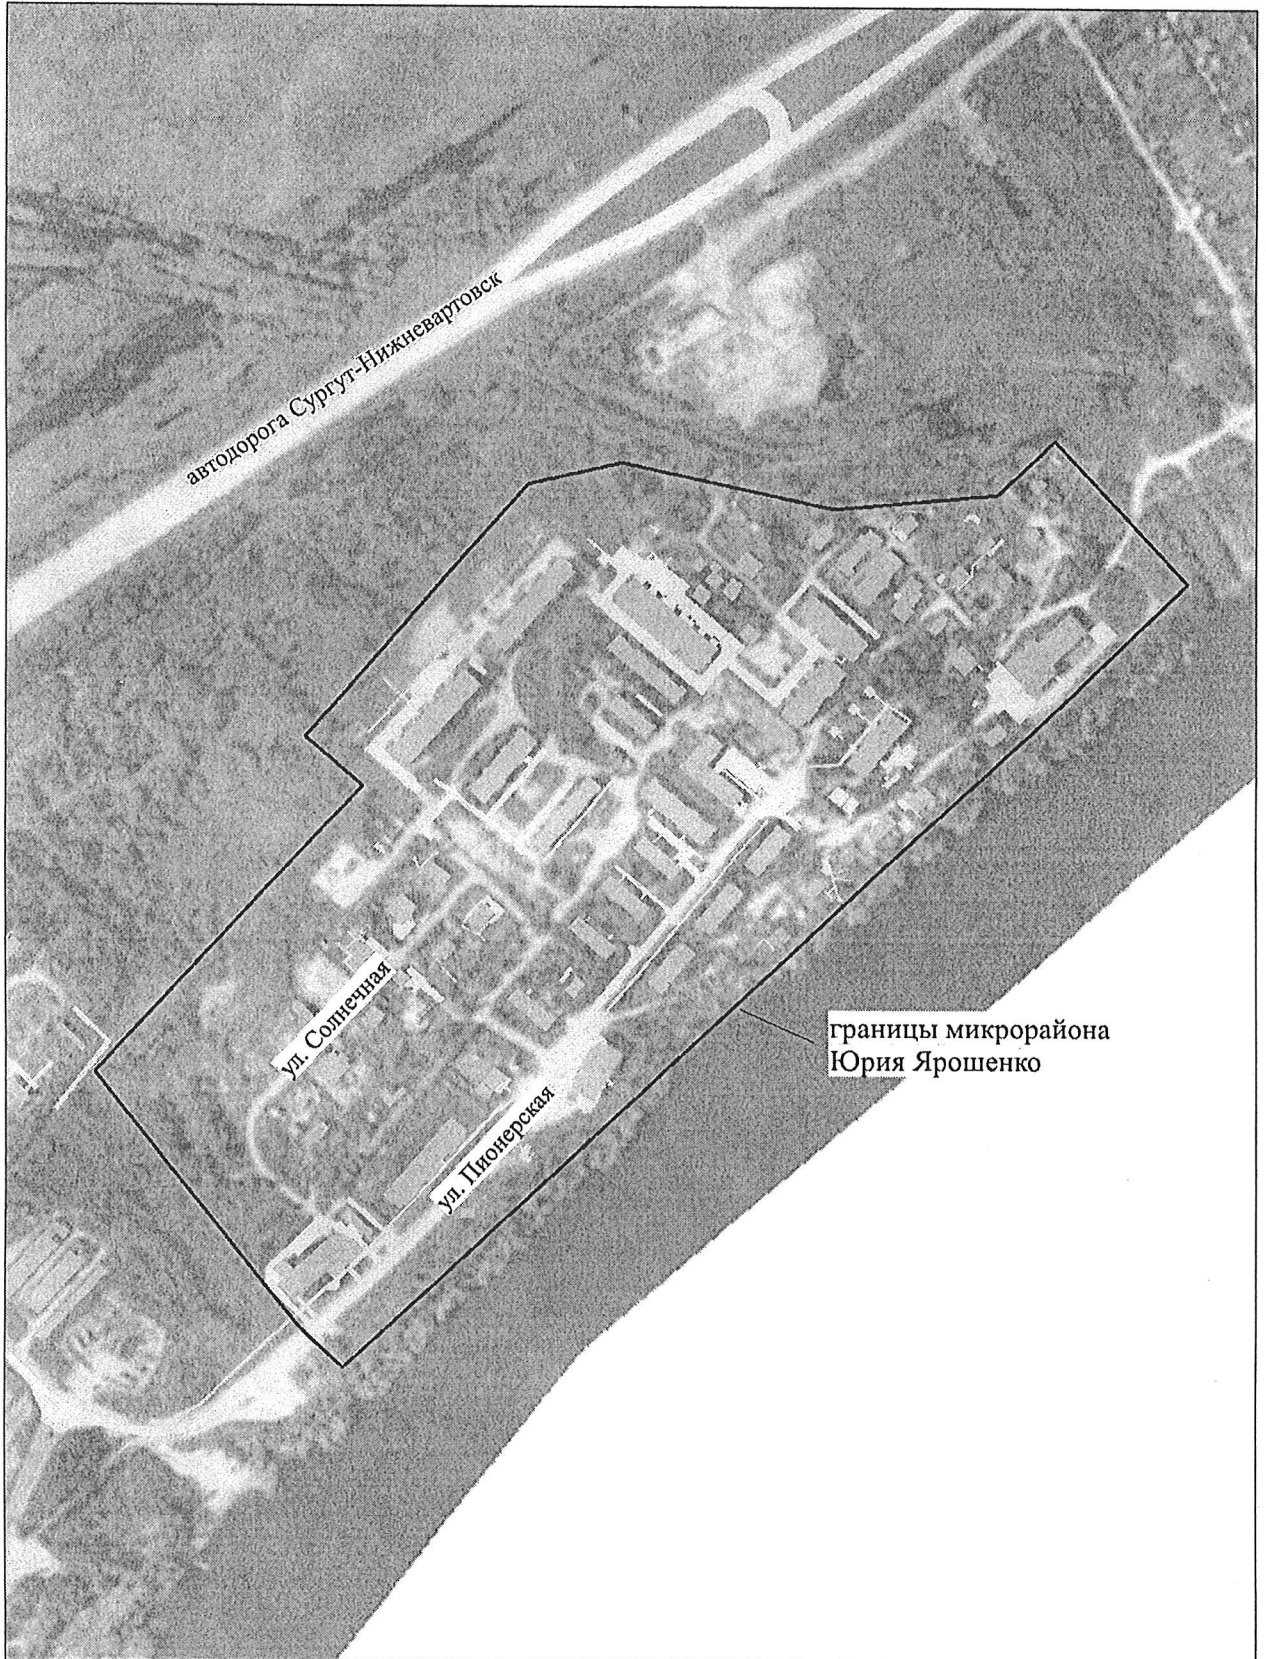 автодорога Сургут-Нижневартовск
ул. Солнечная
границы микрорайона
Юрия Ярошенко
ул. Пионерская